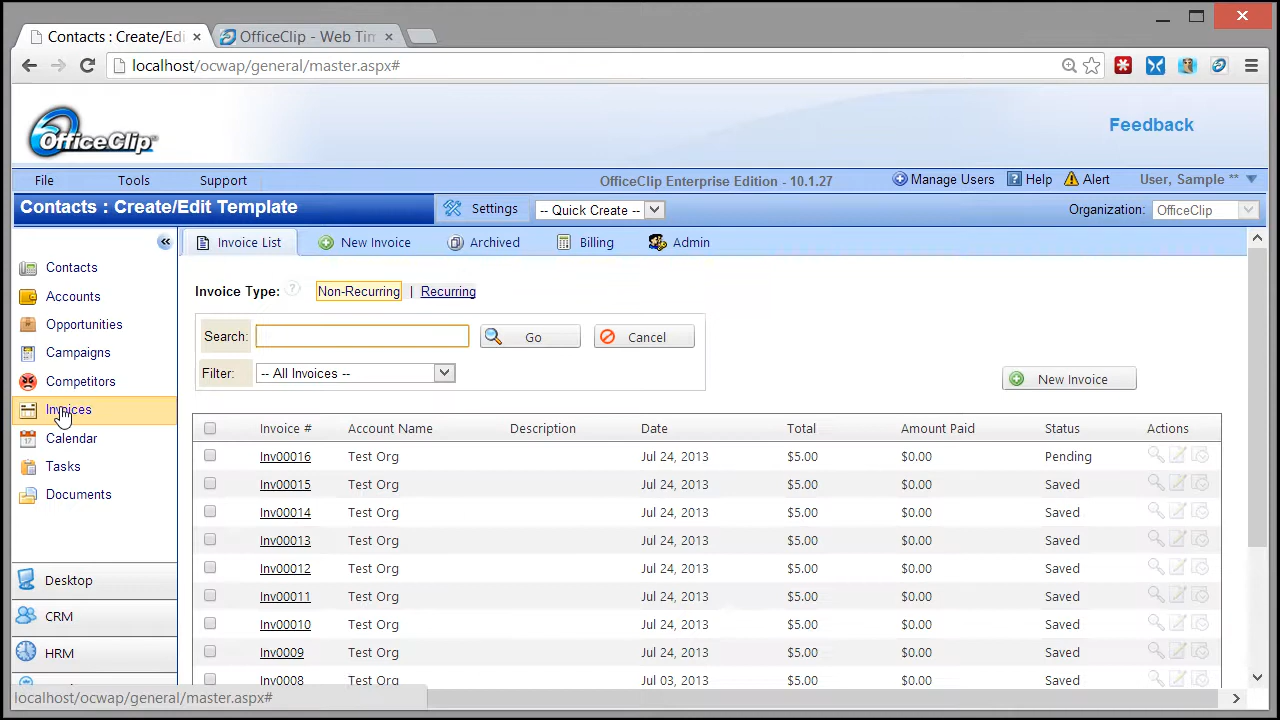 Contacts : Create/Edi
OfficeClip - Web Tim
localhost/ocwap/general/master.aspx#
OfficeClip
Feedback
File Tools Support OfficeClip Enterprise Edition - 10.1.27 Manage Users Help Alert User, Sample **
Contacts : Create/Edit Template Settings -- Quick Create -- Organization: OfficeClip
Contacts
Accounts
Opportunities
Campaigns
Competitors
Invoices
Calendar
Tasks
Documents
Desktop
CRM
HRM
Invoice List New Invoice Archived Billing Admin
Invoice Type: ? Non-Recurring | Recurring
Search: Go Cancel
Filter: -- All Invoices --
New Invoice
Invoice # Account Name Description Date Total Amount Paid Status Actions
Inv00016 Test Org Jul 24, 2013 $5.00 $0.00 Pending
Inv00015 Test Org Jul 24, 2013 $5.00 $0.00 Saved
Inv00014 Test Org Jul 24, 2013 $5.00 $0.00 Saved
Inv00013 Test Org Jul 24, 2013 $5.00 $0.00 Saved
Inv00012 Test Org Jul 24, 2013 $5.00 $0.00 Saved
Inv00011 Test Org Jul 24, 2013 $5.00 $0.00 Saved
Inv00010 Test Org Jul 24, 2013 $5.00 $0.00 Saved
Inv0009 Test Org Jul 24, 2013 $5.00 $0.00 Saved
Inv0008 Test Org Jul 03, 2013 $5.00 $0.00 Saved
localhost/ocwap/general/master.aspx#